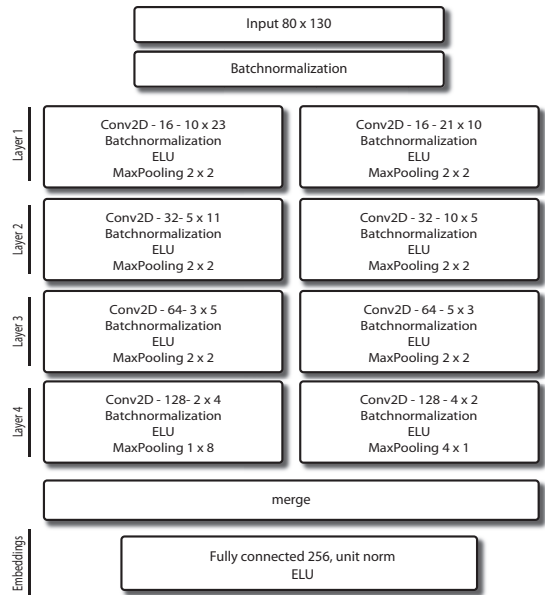 Input 80 x 130
Batchnormalization
Layer 1
Conv2D - 16 - 10 x 23
Batchnormalization
ELU
MaxPooling 2 x 2
Conv2D - 16 - 21 x 10
Batchnormalization
ELU
MaxPooling 2 x 2
Layer 2
Conv2D - 32- 5 x 11
Batchnormalization
ELU
MaxPooling 2 x 2
Conv2D - 32 - 10 x 5
Batchnormalization
ELU
MaxPooling 2 x 2
Layer 3
Conv2D - 64- 3 x 5
Batchnormalization
ELU
MaxPooling 2 x 2
Conv2D - 64 - 5 x 3
Batchnormalization
ELU
MaxPooling 2 x 2
Layer 4
Conv2D - 128- 2 x 4
Batchnormalization
ELU
MaxPooling 1 x 8
Conv2D - 128 - 4 x 2
Batchnormalization
ELU
MaxPooling 4 x 1
merge
Embeddings
Fully connected 256, unit norm
ELU